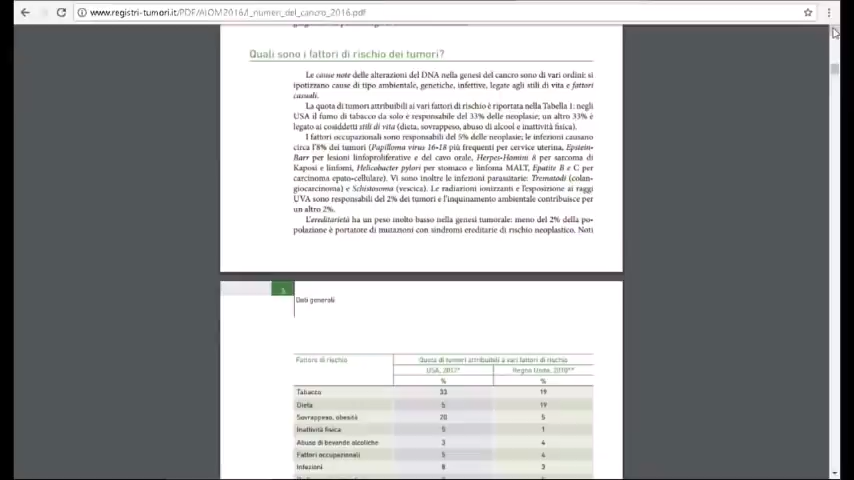 www.registri-tumori.it/PDF/AIOM2016/I_numeri_del_cancro_2016.pdf
Quali sono i fattori di rischio dei tumori?
Le cause note delle alterazioni del DNA nella genesi del cancro sono di vari ordini: si
ipotizzano cause di tipo ambientale, genetiche, infettive, legate agli stili di vita e fattori
casuali.
La quota di tumori attribuibili ai vari fattori di rischio è riportata nella Tabella 1: negli
USA il fumo di tabacco da solo è responsabile del 33% delle neoplasie, un altro 33% è
legato ai cosiddetti stili di vita (dieta, sovrappeso, abuso di alcool e inattività fisica).
I fattori occupazionali sono responsabili del 5% delle neoplasie; le infezioni causano
circa l'8% dei tumori (Papilloma virus 16-18 più frequenti per cervice uterina, Epstein-
Barr per lesioni linfoproliferative e del cavo orale, Herpes-Homini 8 per sarcoma di
Kaposi e linfomi, Helicobacter pylori per stomaco e linfoma MALT, Epatite B e C per
carcinoma epato-cellulare). Vi sono inoltre le infezioni parassitarie: Trematodi (colan-
giocarcinoma) e Schistosoma (vescica). Le radiazioni ionizzanti e l'esposizione ai raggi
UVA sono responsabili del 2% dei tumori e l'inquinamento ambientale contribuisce per
un altro 2%.
L'ereditarietà ha un peso molto basso nella genesi tumorale: meno del 2% della po-
polazione è portatore di mutazioni con sindromi ereditarie di rischio neoplastico. Noti
Dati generali
Fattore di rischio Quota di tumori attribuibili a vari fattori di rischio
USA, 2012* Regno Unito, 2010**
% %
Tabacco 33 19
Dieta 5 19
Sovrappeso, obesità 20 5
Inattività fisica 5 1
Abuso di bevande alcoliche 3 4
Fattori occupazionali 5 4
Infezioni 8 3